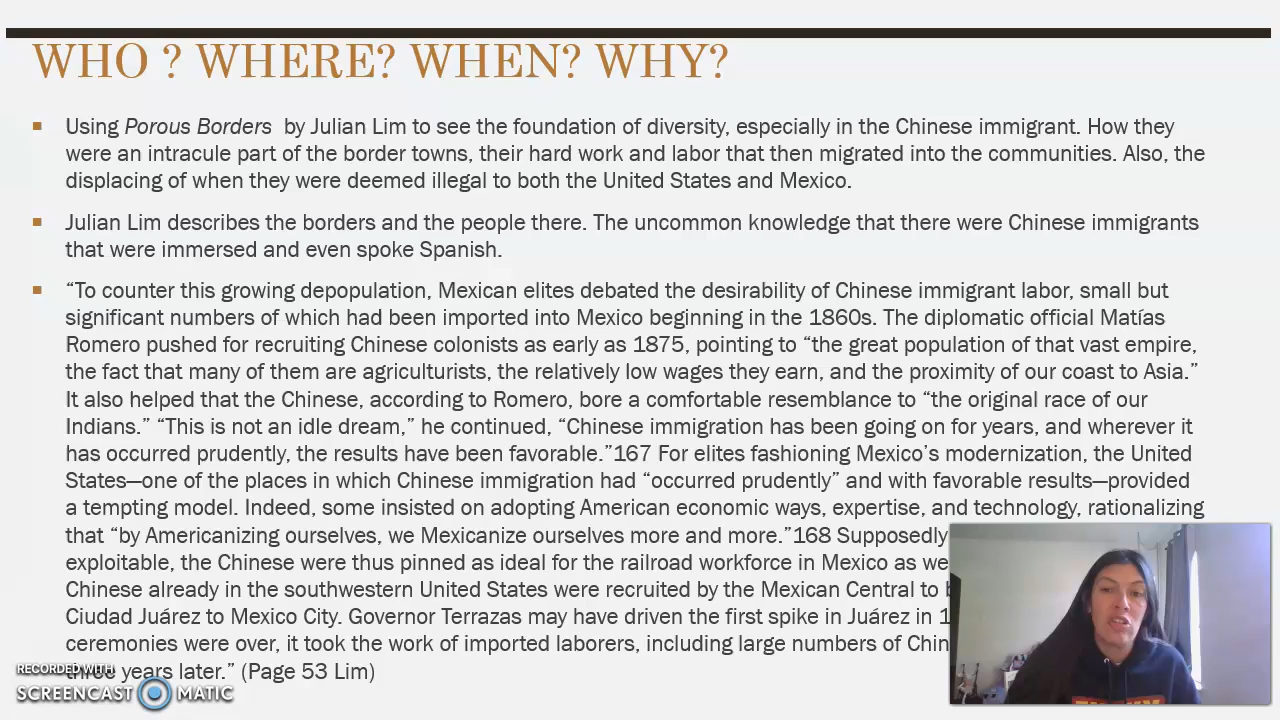 WHO ? WHERE? WHEN? WHY?
Using Porous Borders by Julian Lim to see the foundation of diversity, especially in the Chinese immigrant. How they
were an intracule part of the border towns, their hard work and labor that then migrated into the communities. Also, the
displacing of when they were deemed illegal to both the United States and Mexico.
Julian Lim describes the borders and the people there. The uncommon knowledge that there were Chinese immigrants
that were immersed and even spoke Spanish.
“To counter this growing depopulation, Mexican elites debated the desirability of Chinese immigrant labor, small but
significant numbers of which had been imported into Mexico beginning in the 1860s. The diplomatic official Matías
Romero pushed for recruiting Chinese colonists as early as 1875, pointing to “the great population of that vast empire,
the fact that many of them are agriculturists, the relatively low wages they earn, and the proximity of our coast to Asia.”
It also helped that the Chinese, according to Romero, bore a comfortable resemblance to “the original race of our
Indians.” “This is not an idle dream,” he continued, “Chinese immigration has been going on for years, and wherever it
has occurred prudently, the results have been favorable.”167 For elites fashioning Mexico’s modernization, the United
States—one of the places in which Chinese immigration had “occurred prudently” and with favorable results—provided
a tempting model. Indeed, some insisted on adopting American economic ways, expertise, and technology, rationalizing
that “by Americanizing ourselves, we Mexicanize ourselves more and more.”168 Supposedly
exploitable, the Chinese were thus pinned as ideal for the railroad workforce in Mexico as
Chinese already in the southwestern United States were recruited by the Mexican Central to
Ciudad Juárez to Mexico City. Governor Terrazas may have driven the first spike in Juárez in
ceremonies were over, it took the work of imported laborers, including large numbers of
three years later.” (Page 53 Lim)
RECORDED WITH
SCREENCAST MATIC